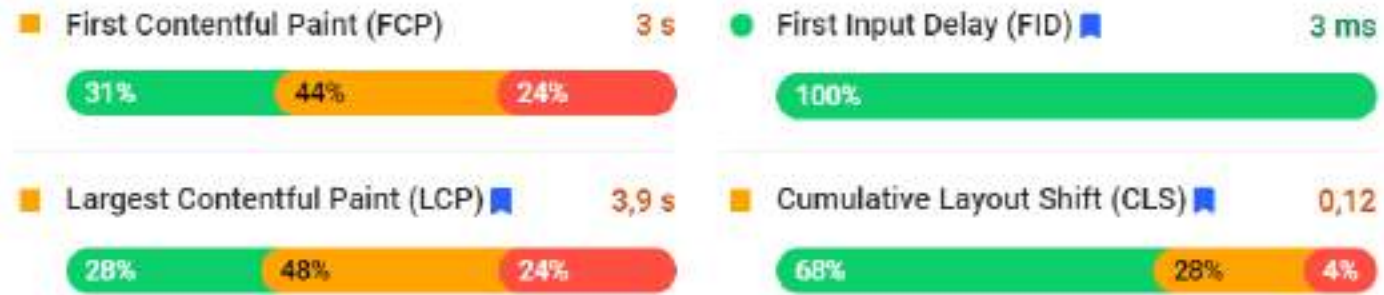 First Contentful Paint (FCP) 3 s
31% 44% 24%
First Input Delay (FID) 3 ms
100%
Largest Contentful Paint (LCP) 3,9 s
28% 48% 24%
Cumulative Layout Shift (CLS) 0,12
68% 28% 4%